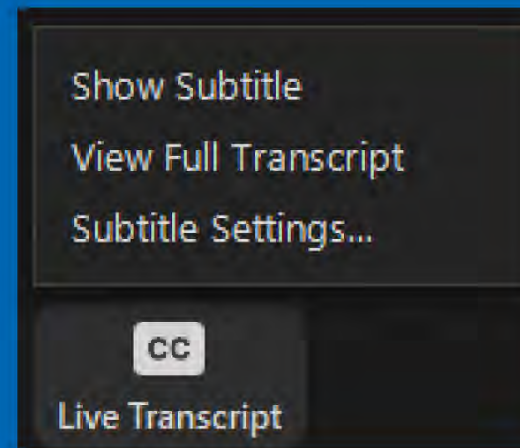 Show Subtitle
View Full Transcript
Subtitle Settings...
CC
Live Transcript